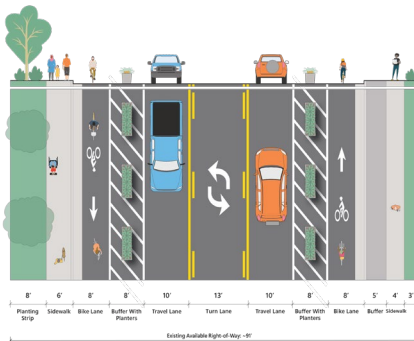 8' 6' 8' 8' 10' 13' 10' 8' 8' 5' 4' 3'
Planting Strip
Sidewalk
Bike Lane
Buffer With Planters
Travel Lane
Turn Lane
Travel Lane
Buffer With Planters
Bike Lane
Buffer
Sidewalk
Existing Available Right-of-Way: ~91'